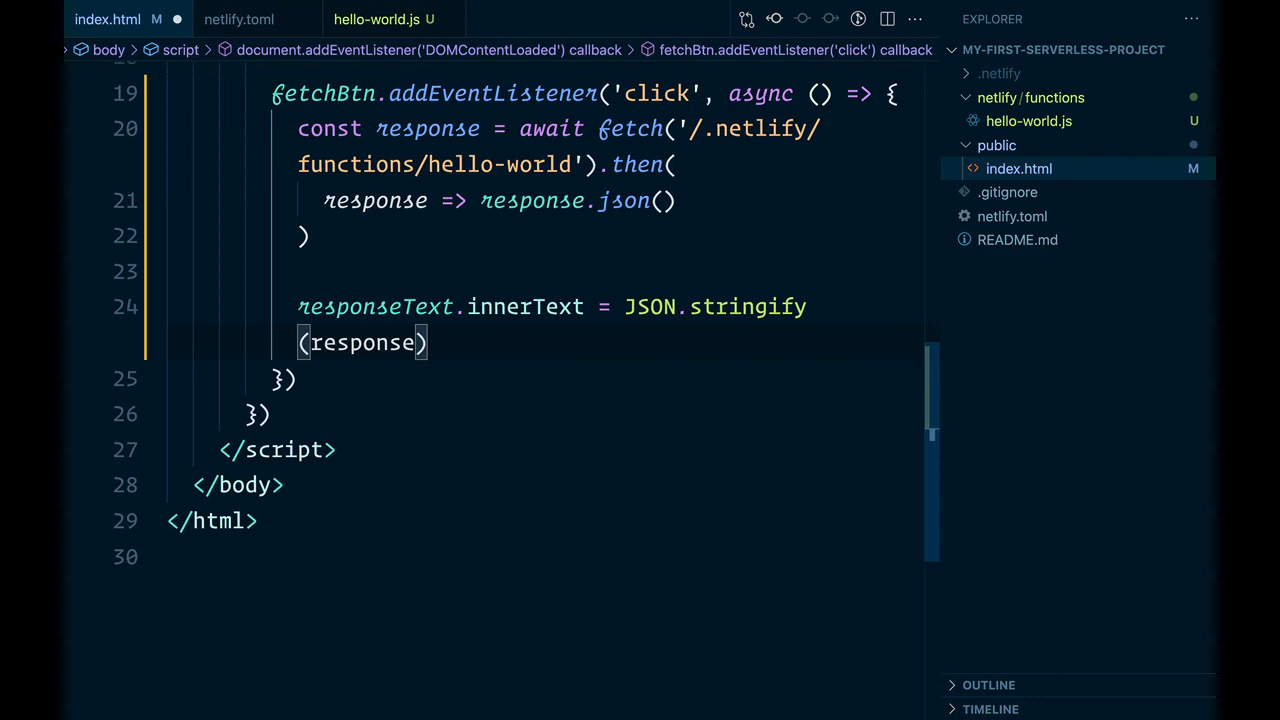 index.html M
netlify.toml
hello-world.js U
body > script > document.addEventListener('DOMContentLoaded') callback > fetchBtn.addEventListener('click') callback
19 fetchBtn.addEventListener('click', async () => {
20 const response = await fetch('/.netlify/
functions/hello-world').then(
21 response => response.json()
22 )
23
24 responseText.innerText = JSON.stringify
(response)
25 })
26 })
27 </script>
28 </body>
29 </html>
30
EXPLORER
MY-FIRST-SERVERLESS-PROJECT
.netlify
netlify/functions
hello-world.js U
public
index.html M
.gitignore
netlify.toml
README.md
OUTLINE
TIMELINE